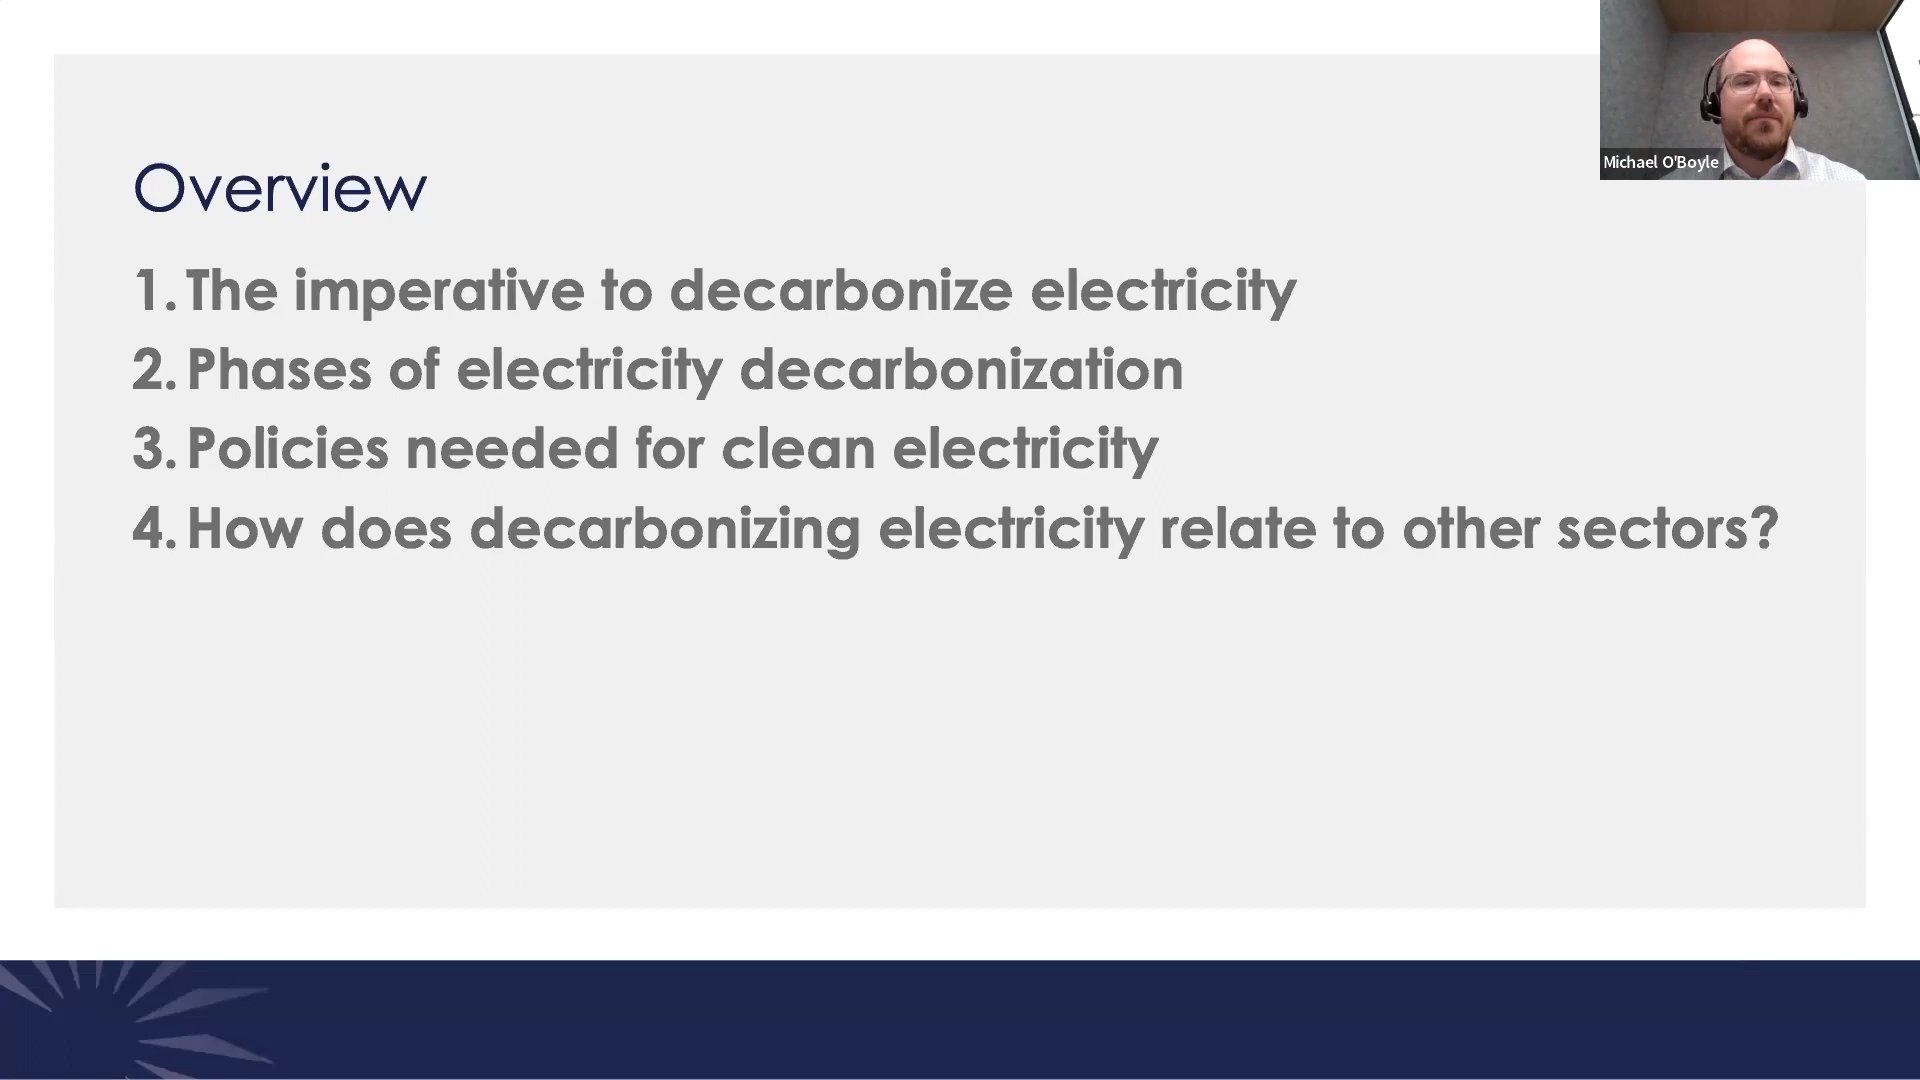 Overview
1. The imperative to decarbonize electricity
2. Phases of electricity decarbonization
3. Policies needed for clean electricity
4. How does decarbonizing electricity relate to other sectors?
Michael O'Boyle